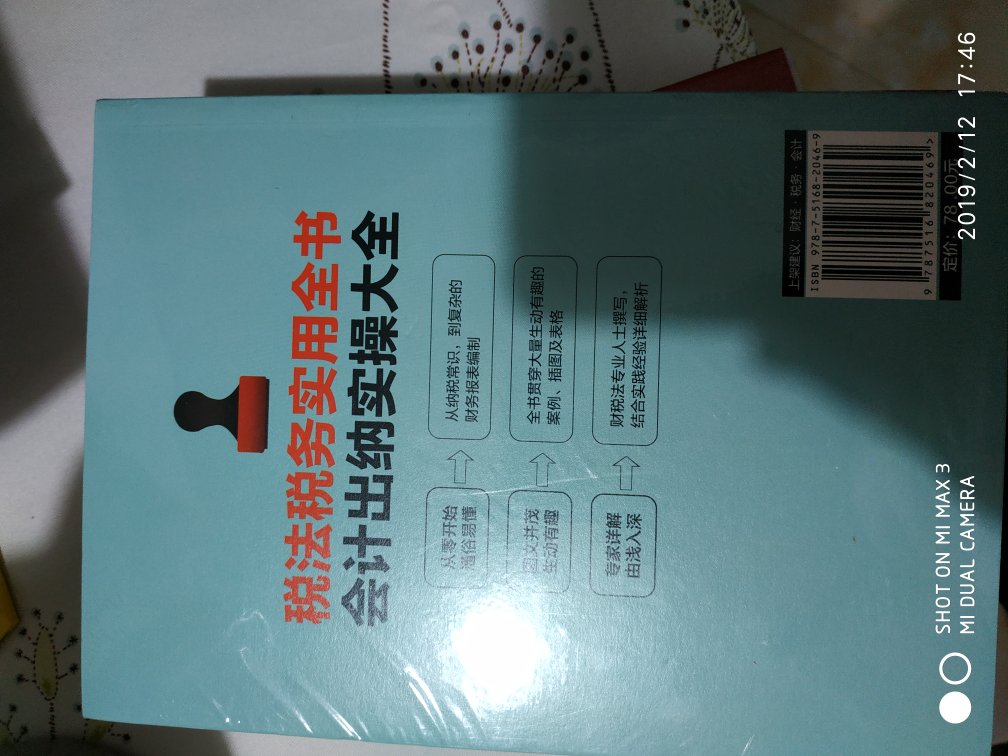 税法税务实用全书
会计出纳实操大全
从零开始
通俗易懂
从纳税常识，到复杂的
财务报表编制
图文并茂
生动有趣
全书贯穿大量生动有趣的
案例、插图及表格
专家详解
由浅入深
财税法专业人士撰写，
结合实践经验详细解析
上架建议：财经·税务·会计
ISBN 978-7-5168-2046-9
9 787516 820469 >
定价：78.00元
SHOT ON MI MAX 3
MI DUAL CAMERA
2019/2/12 17:46